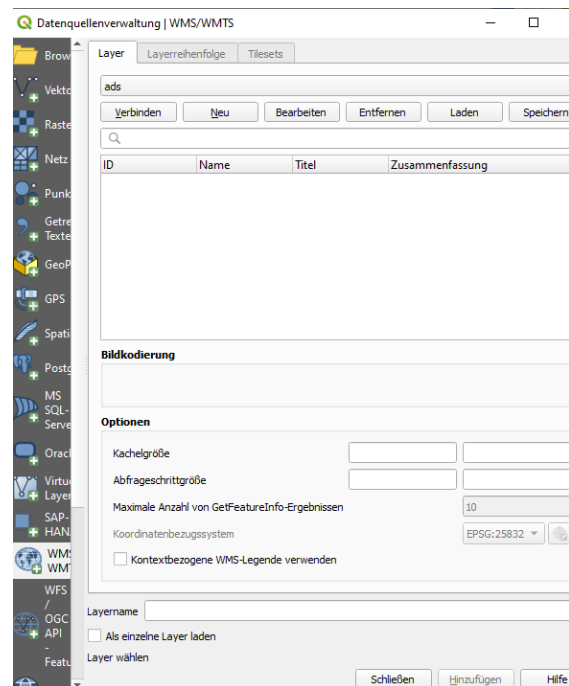 Datenquellenverwaltung | WMS/WMTS
Brow
Vekto
Raste
Netz
Punk
Getre
Texte
GeoP
GPS
Spati
Postg
MS
SQL-
Serve
Oracl
Virtu
Layer
SAP-
HAN
WMS
WMT
WFS
/
OGC
API
-
Featu
Layer Layerreihenfolge Tilesets
ads
Verbinden Neu Bearbeiten Entfernen Laden Speichern
ID Name Titel Zusammenfassung
Bildkodierung
Optionen
Kachelgröße
Abfrageschrittgröße
Maximale Anzahl von GetFeatureInfo-Ergebnissen 10
Koordinatenbezugssystem EPSG:25832
Kontextbezogene WMS-Legende verwenden
Layername
Als einzelne Layer laden
Layer wählen
Schließen Hinzufügen Hilfe